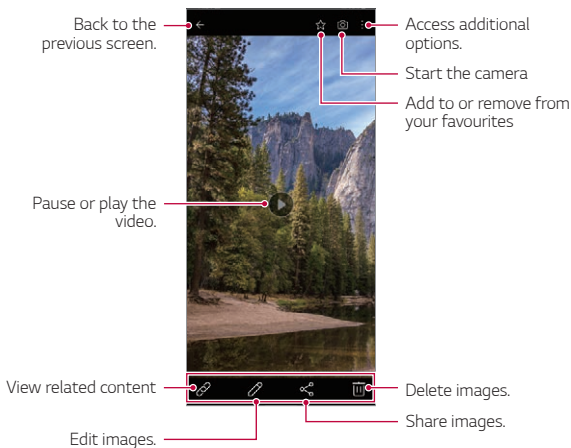 Back to the
previous screen.
Access additional
options.
Start the camera
Add to or remove from
your favourites
Pause or play the
video.
View related content
Delete images.
Share images.
Edit images.